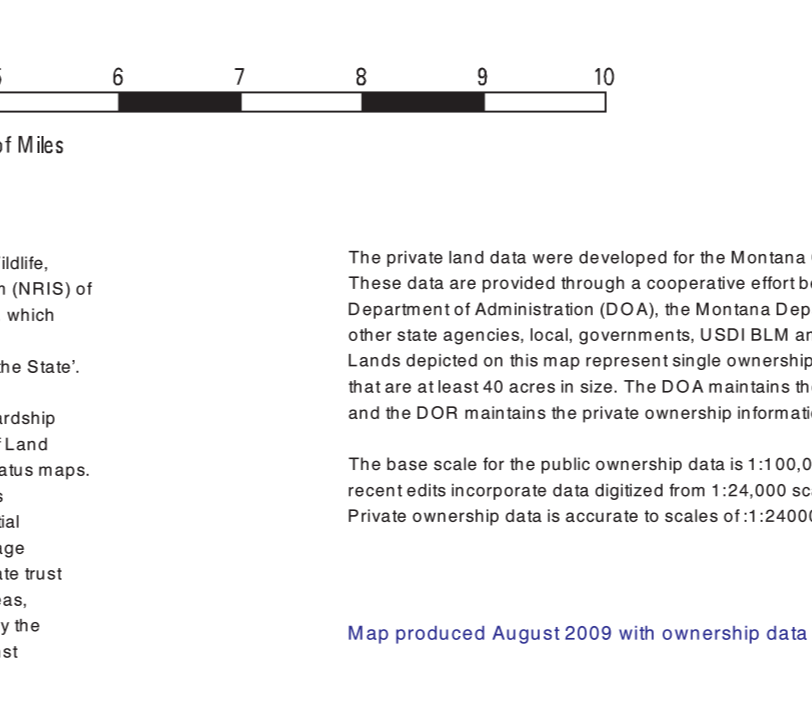 6 7 8 9 10
of Miles
ildlife,
(NRIS) of
which
the State'.
ardship
Land
atus maps.
s
tial
age
ate trust
eas,
y the
st
The private land data were developed for the Montana
These data are provided through a cooperative effort
Department of Administration (DOA), the Montana Dep
other state agencies, local, governments, USDI BLM
Lands depicted on this map represent single ownership
that are at least 40 acres in size. The DOA maintains
and the DOR maintains the private ownership informati
The base scale for the public ownership data is 1:100,0
recent edits incorporate data digitized from 1:24,000
Private ownership data is accurate to scales of :1:2400
Map produced August 2009 with ownership data